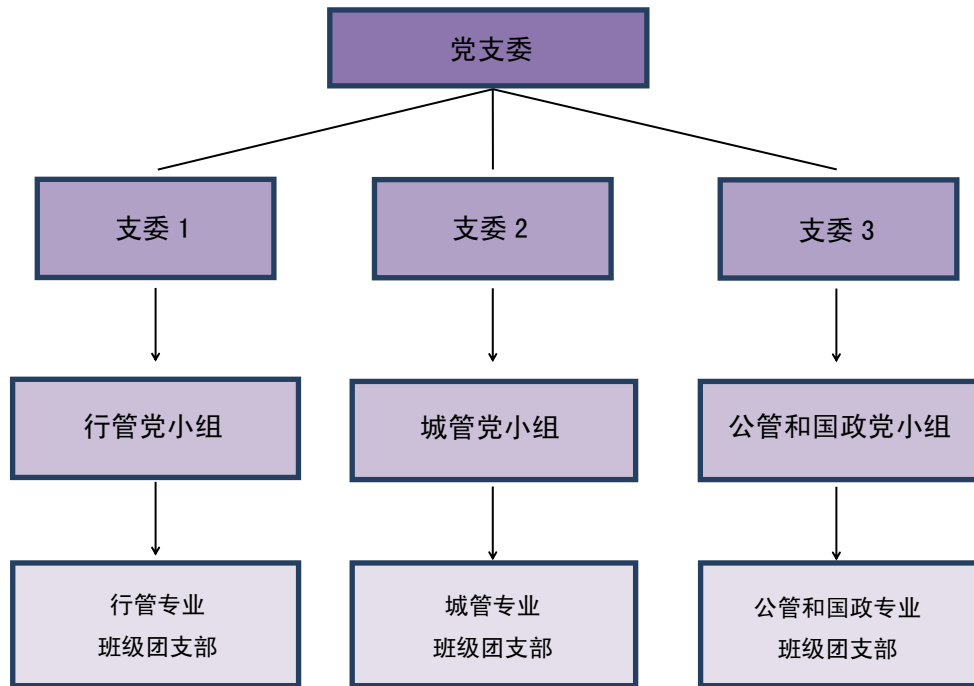 党支委
支委 1
支委 2
支委 3
行管党小组
城管党小组
公管和国政党小组
行管专业
班级团支部
城管专业
班级团支部
公管和国政专业
班级团支部